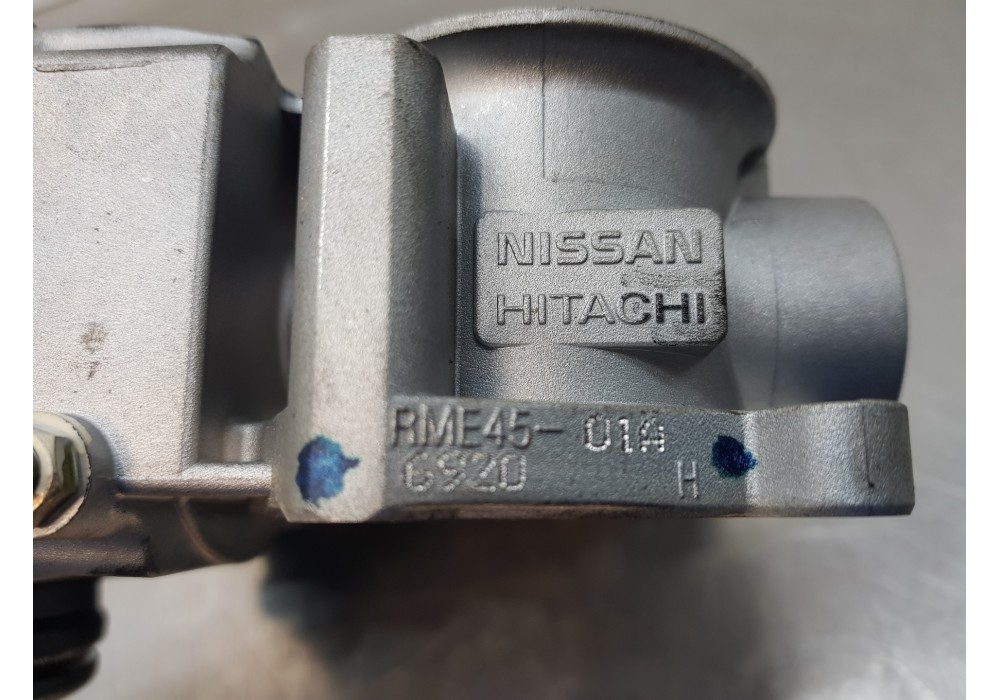 NISSAN
HITACHI
RME45- 01A
6920
H